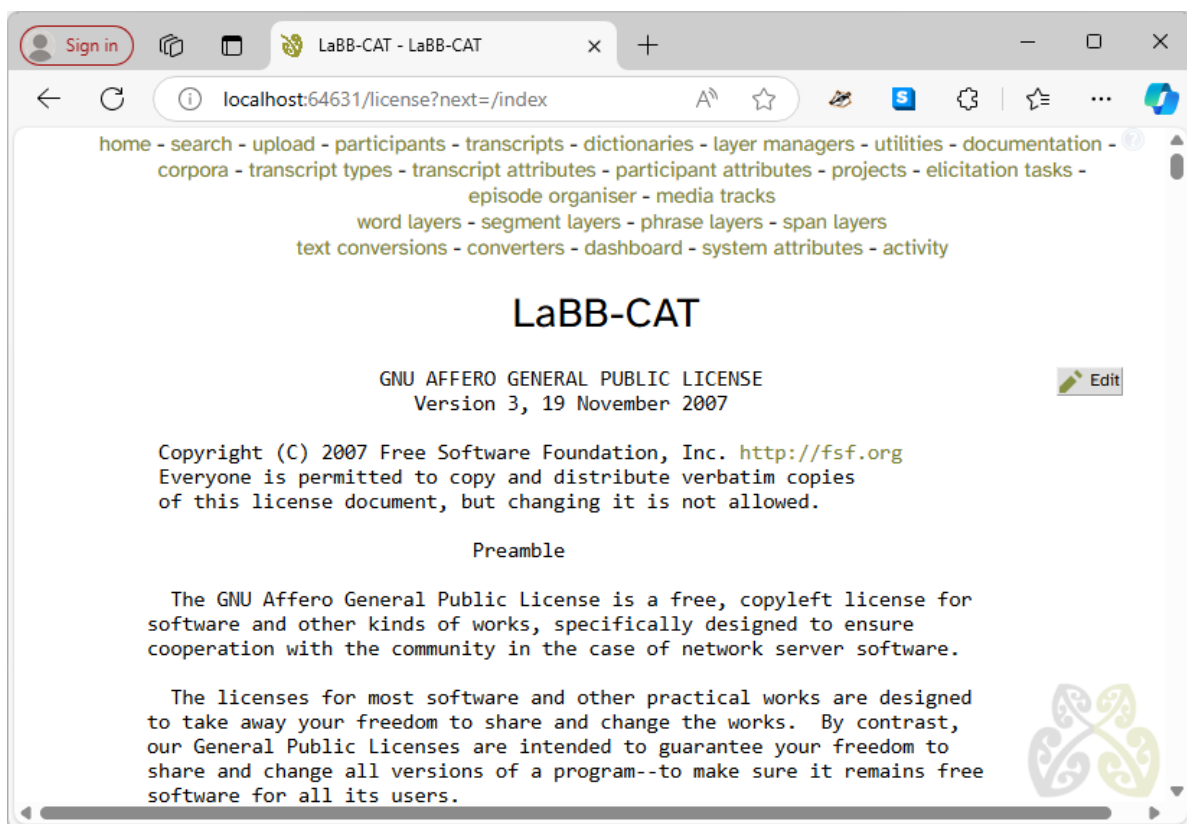 Sign in
LaBB-CAT - LaBB-CAT
localhost:64631/license?next=/index
home - search - upload - participants - transcripts - dictionaries - layer managers - utilities - documentation -
corpora - transcript types - transcript attributes - participant attributes - projects - elicitation tasks -
episode organiser - media tracks
word layers - segment layers - phrase layers - span layers
text conversions - converters - dashboard - system attributes - activity
LaBB-CAT
GNU AFFERO GENERAL PUBLIC LICENSE
Edit
Version 3, 19 November 2007
Copyright (C) 2007 Free Software Foundation, Inc. http://fsf.org
Everyone is permitted to copy and distribute verbatim copies
of this license document, but changing it is not allowed.
Preamble
The GNU Affero General Public License is a free, copyleft license for
software and other kinds of works, specifically designed to ensure
cooperation with the community in the case of network server software.
The licenses for most software and other practical works are designed
to take away your freedom to share and change the works.  By contrast,
our General Public Licenses are intended to guarantee your freedom to
share and change all versions of a program--to make sure it remains free
software for all its users.